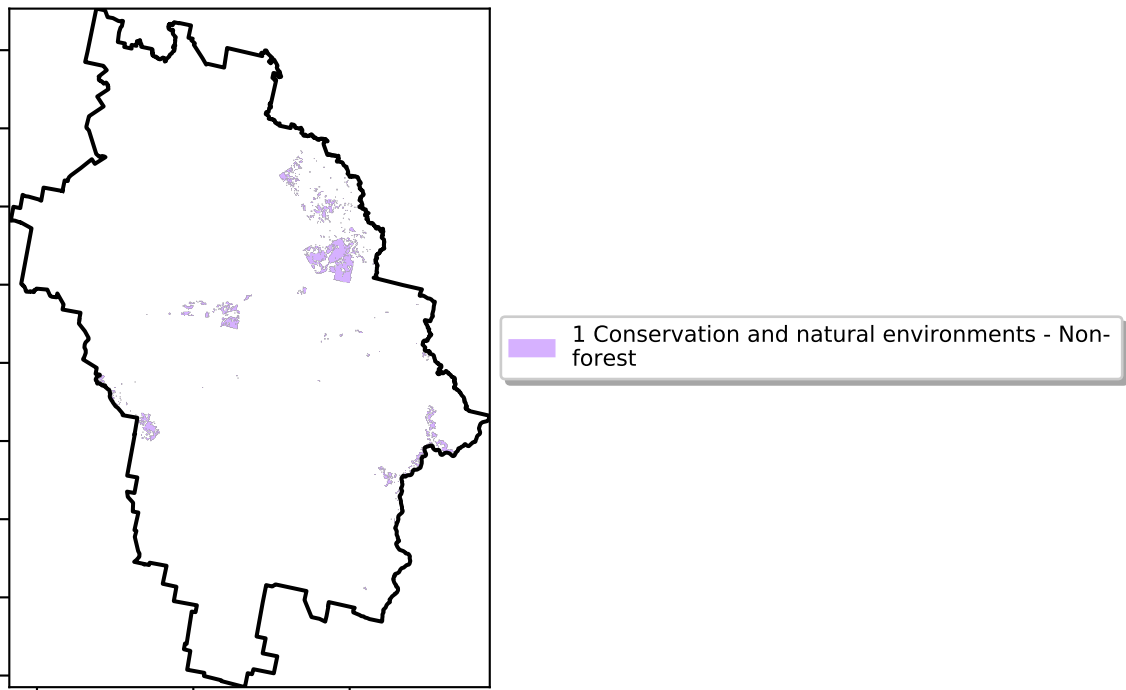 1 Conservation and natural environments - Non-
forest